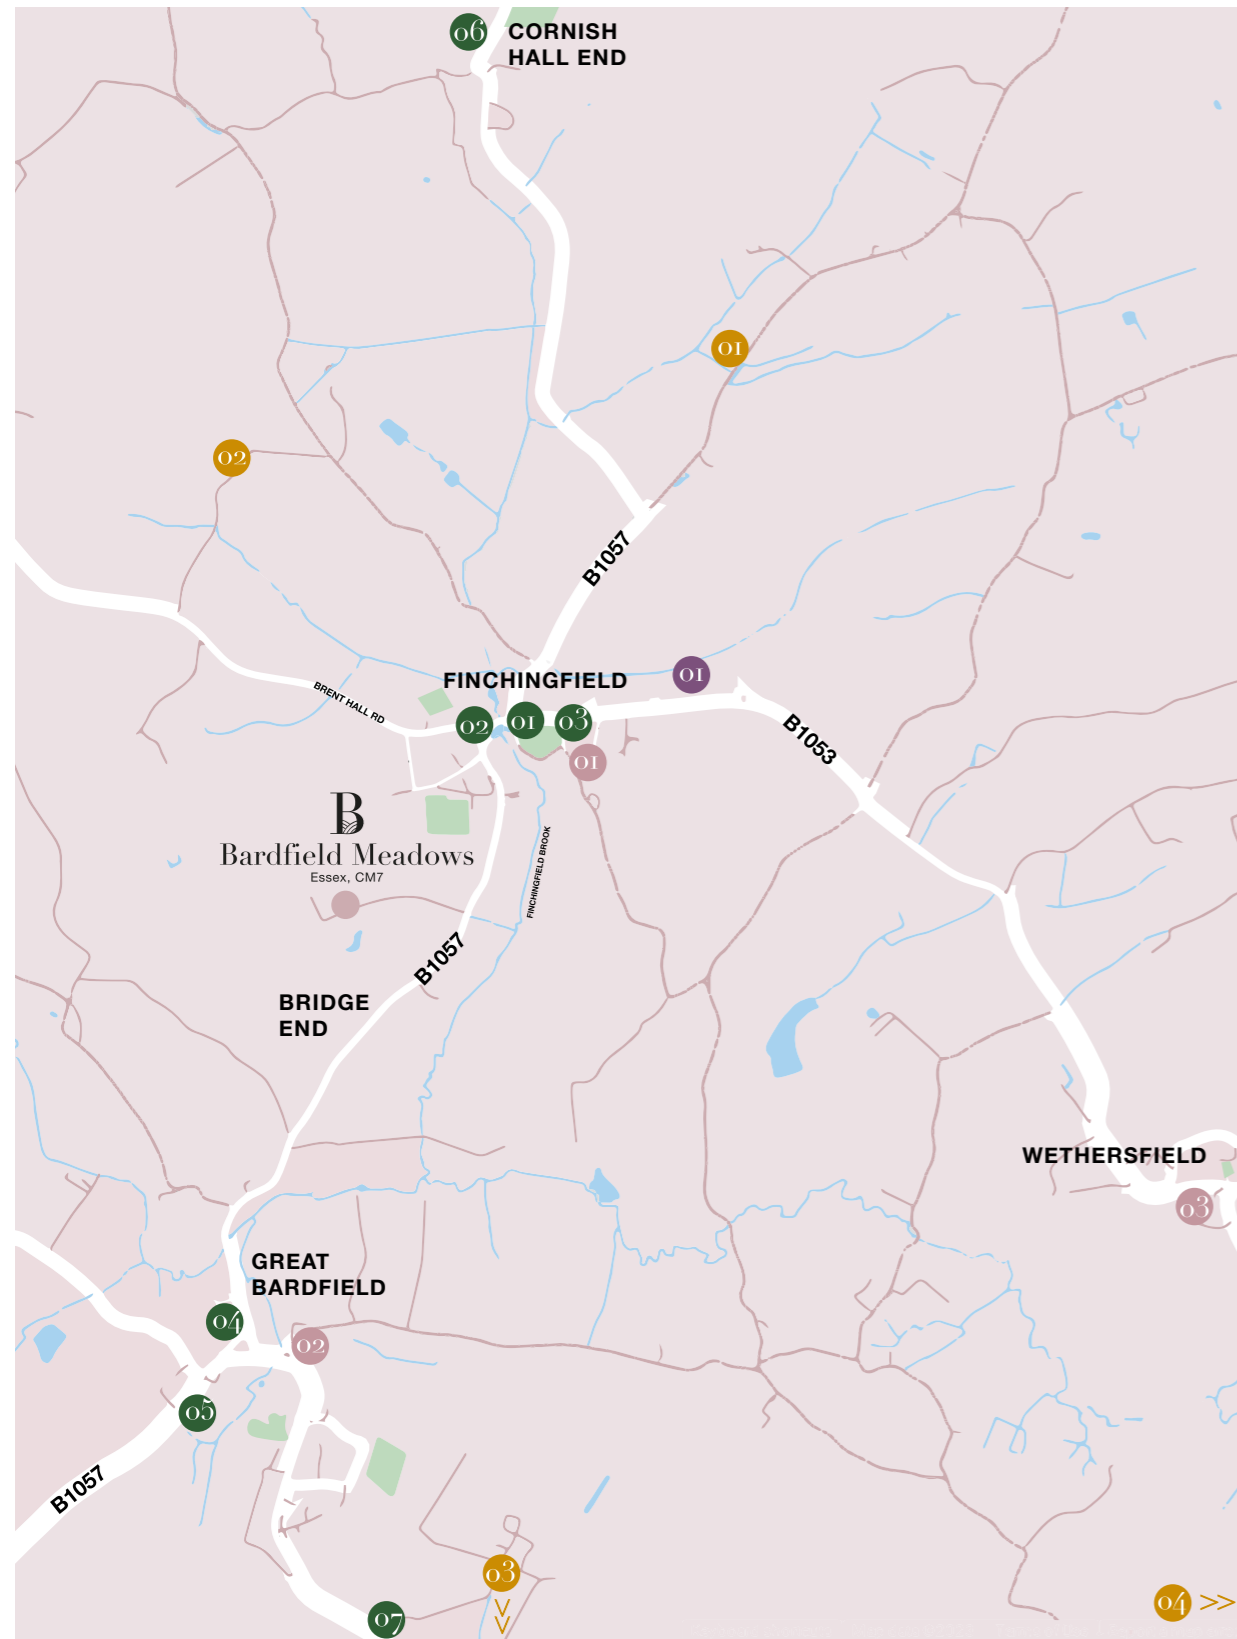 06
CORNISH
HALL END
01
02
B1057
01
FINCHINGFIELD
BRENT HALL RD
02
01
03
B1053
01
B
Bardfield Meadows
Essex, CM7
FINCHINGFIELD BROOK
B1057
BRIDGE
END
WETHERSFIELD
03
GREAT
BARDFIELD
04
02
05
B1057
03
>>
04 >>
07